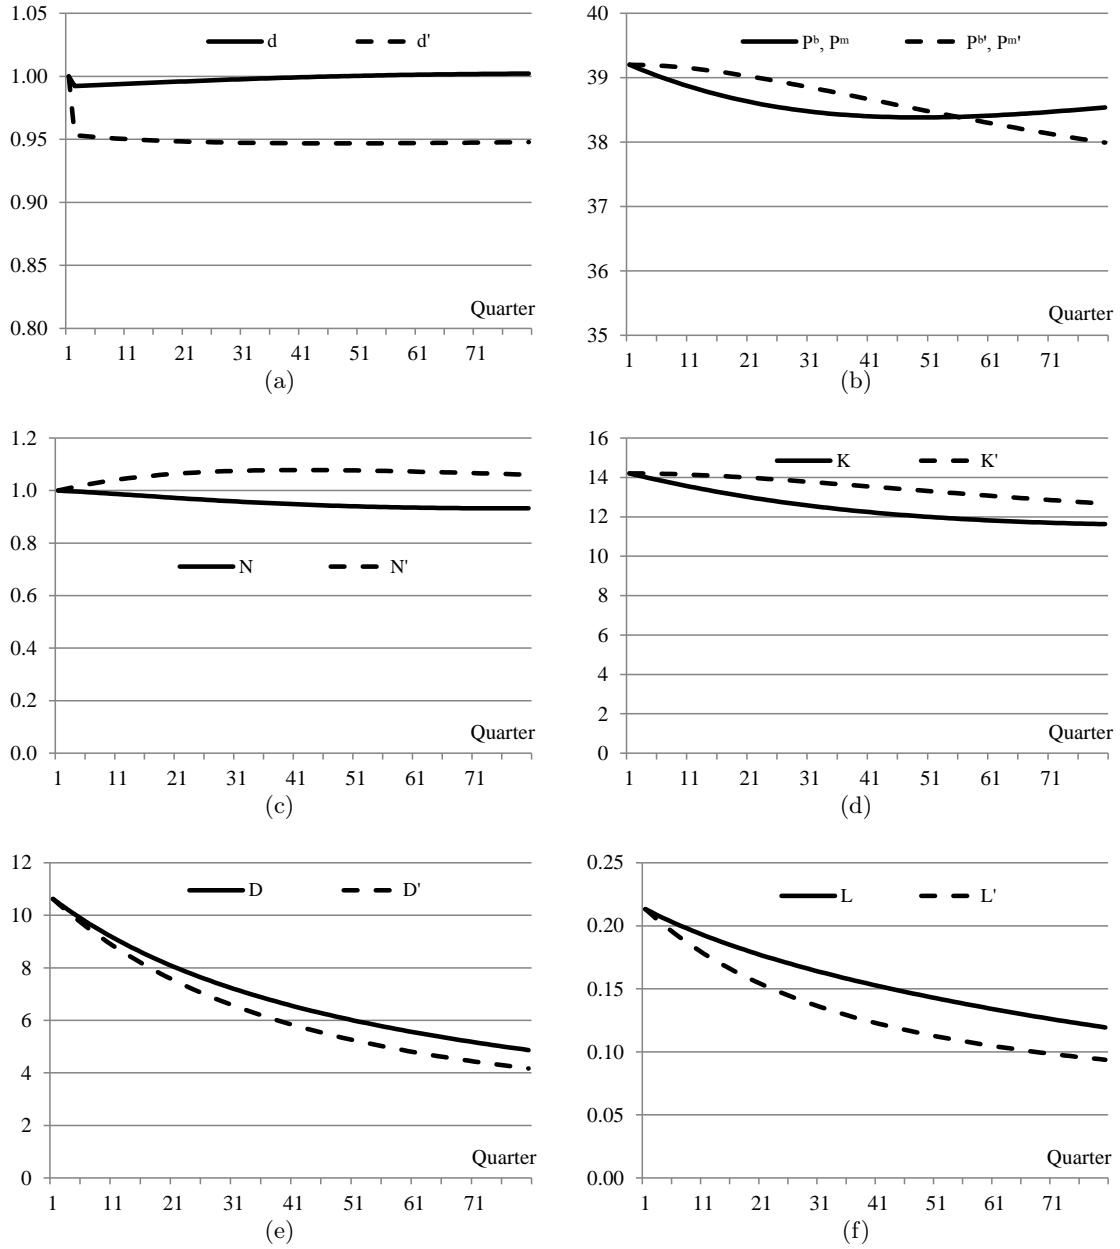 1.05
d d'
1.00
0.95
0.90
0.85
Quarter
0.80
1 11 21 31 41 51 61 71
(a)
40
Pᵇ, Pᵐ Pᵇ', Pᵐ'
39
38
37
36
Quarter
35
1 11 21 31 41 51 61 71
(b)
1.2
1.0
0.8
N N'
0.6
0.4
0.2
Quarter
0.0
1 11 21 31 41 51 61 71
(c)
16
K K'
14
12
10
8
6
4
2
Quarter
0
1 11 21 31 41 51 61 71
(d)
12
D D'
10
8
6
4
2
Quarter
0
1 11 21 31 41 51 61 71
(e)
0.25
L L'
0.20
0.15
0.10
0.05
Quarter
0.00
1 11 21 31 41 51 61 71
(f)